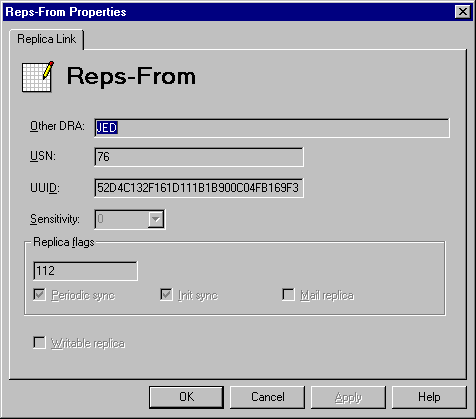 Reps-From Properties
Replica Link
Reps-From
Other DRA: JED
USN: 76
UUID: 52D4C132F161D111B1B900C04FB169F3
Sensitivity: 0
Replica flags
112
Periodic sync Init sync Mail replica
Writable replica
OK Cancel Apply Help